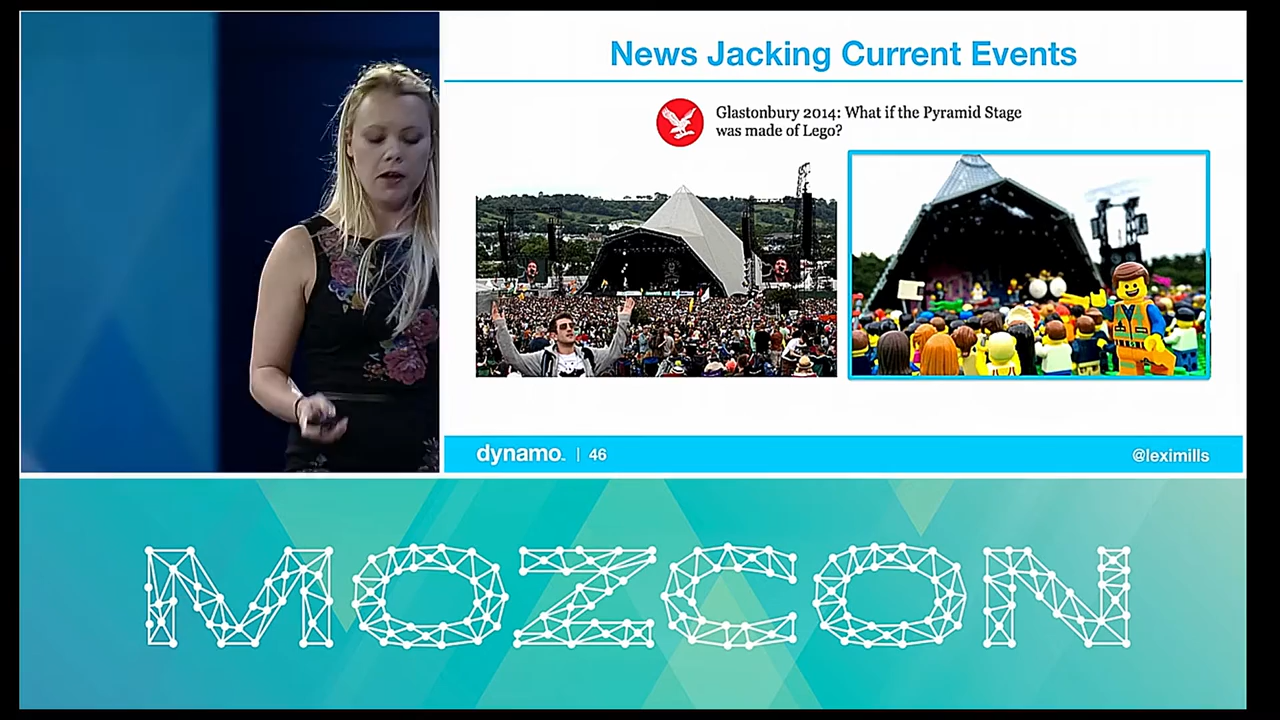 News Jacking Current Events
Glastonbury 2014: What if the Pyramid Stage
was made of Lego?
dynamo. | 46
@leximills
MOZCON